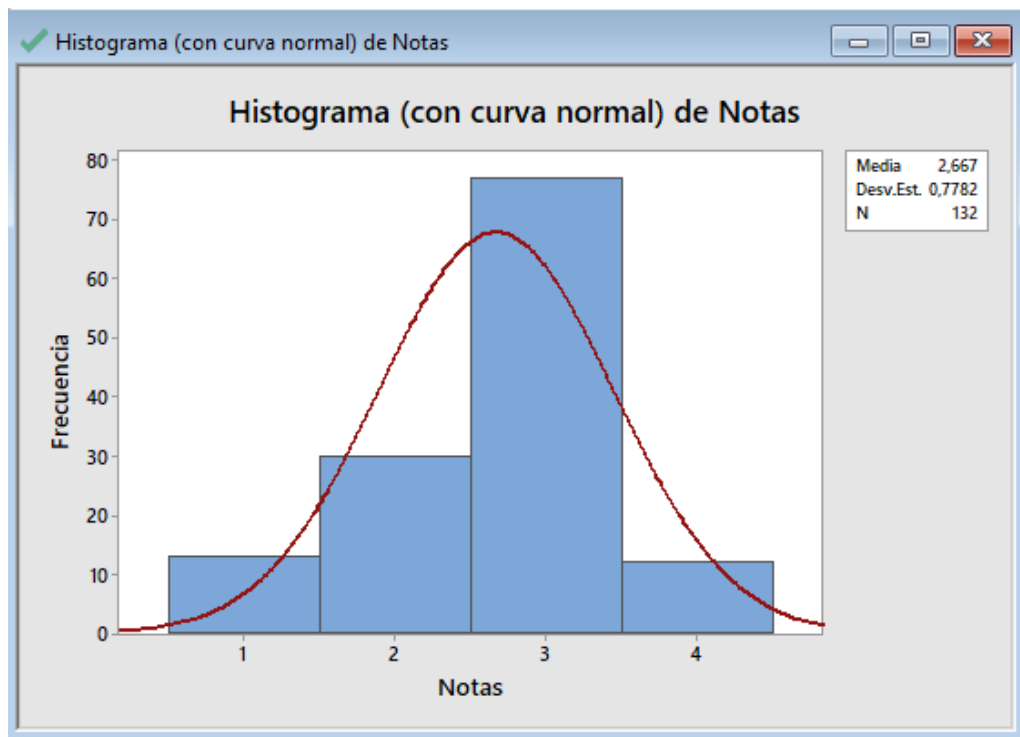 Histograma (con curva normal) de Notas
Histograma (con curva normal) de Notas
80
70
60
50
40
30
20
10
0
Frecuencia
1 2 3 4
Notas
Media 2,667
Desv.Est. 0,7782
N 132